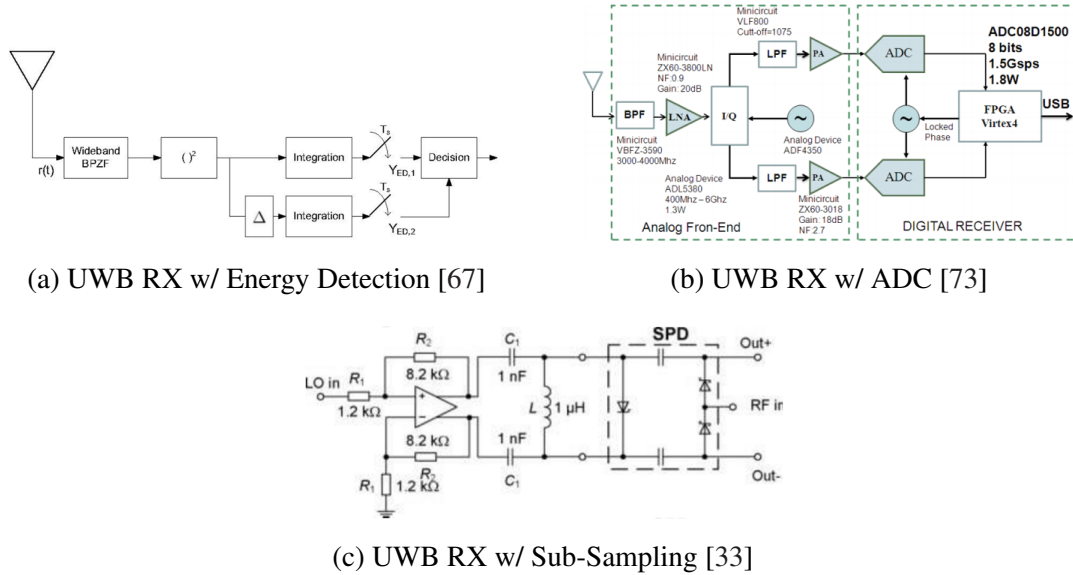 r(t)
Wideband
BPZF
( )²
Integration
Ts
YED,1
Decision
Δ
Integration
Ts
YED,2
(a) UWB RX w/ Energy Detection [67]
Minicircuit
VLF800
Cutt-off=1075
Minicircuit
ZX60-3800LN
NF:0.9
Gain: 20dB
BPF
Minicircuit
VBFZ-3590
3000-4000Mhz
LNA
I/Q
LPF
PA
~
Analog Device
ADF4350
Analog Device
ADL5380
400Mhz – 6Ghz
1.3W
LPF
PA
Minicircuit
ZX60-3018
Gain: 18dB
NF:2.7
Analog Fron-End
ADC
ADC08D1500
8 bits
1.5Gsps
1.8W
~
Locked
Phase
FPGA
Virtex4
USB
ADC
DIGITAL RECEIVER
(b) UWB RX w/ ADC [73]
LO in
R1
1.2 kΩ
R2
8.2 kΩ
+
−
8.2 kΩ
R2
R1
1.2 kΩ
C1
1 nF
L
1 µH
1 nF
C1
SPD
Out+
RF in
Out-
(c) UWB RX w/ Sub-Sampling [33]